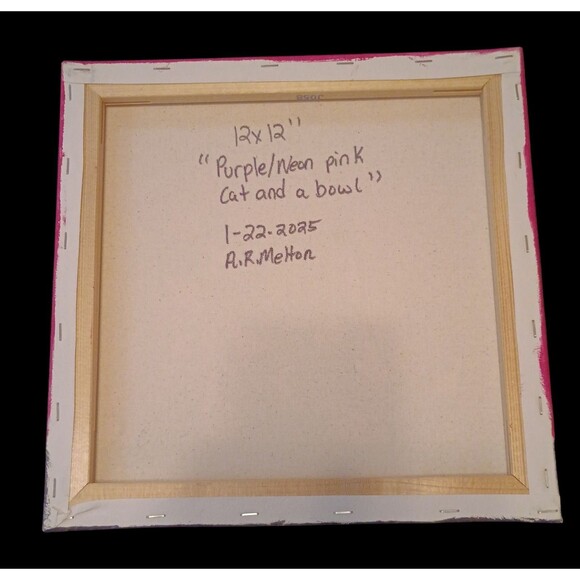 12x12''
"Purple/Neon pink
Cat and a bowl"
1-22-2025
A.R.Melton